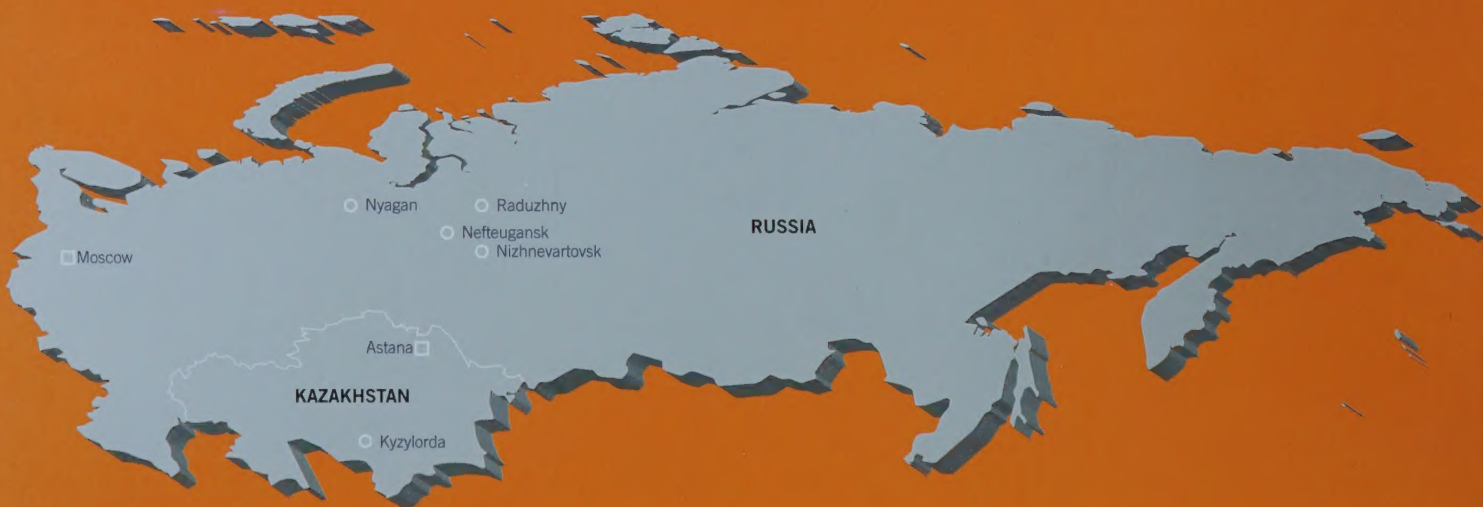 Nyagan
Raduzhny
RUSSIA
Nefteugansk
Nizhnevartovsk
Moscow
Astana
KAZAKHSTAN
Kyzylorda